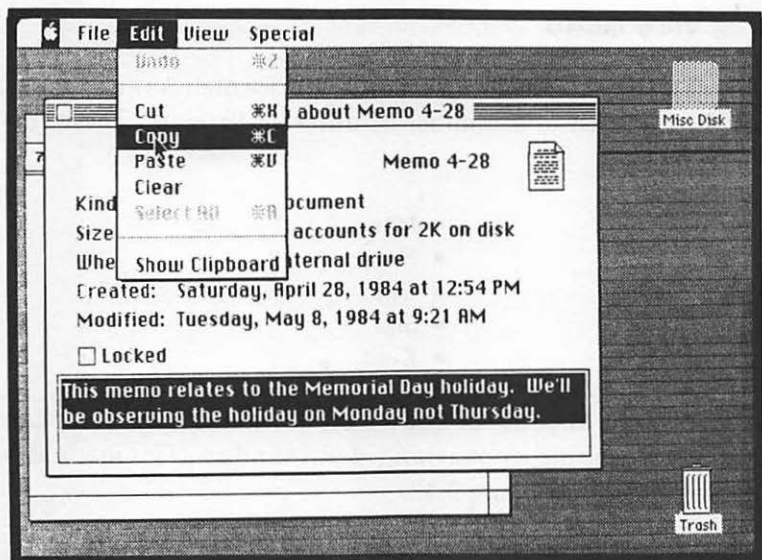 File Edit View Special
Undo ⌘Z
Cut ⌘X
Copy ⌘C
Paste ⌘V
Clear
Select All ⌘A
Show Clipboard
about Memo 4-28
Misc Disk
7
Memo 4-28
Kind ocument
Size accounts for 2K on disk
Whe ternal drive
Created: Saturday, April 28, 1984 at 12:54 PM
Modified: Tuesday, May 8, 1984 at 9:21 AM
Locked
This memo relates to the Memorial Day holiday. We'll
be observing the holiday on Monday not Thursday.
Trash